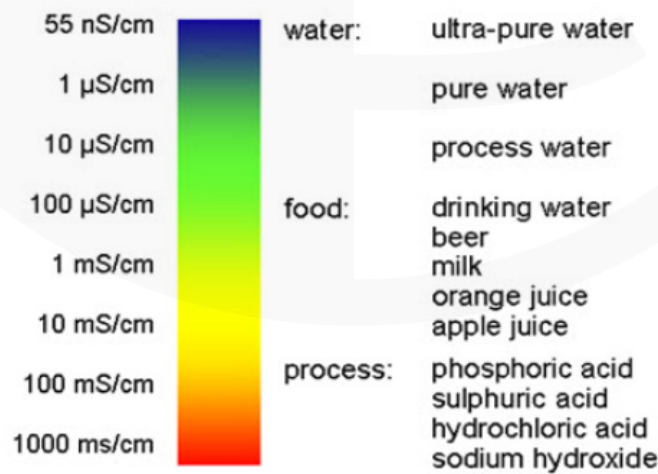 55 nS/cm water: ultra-pure water
1 µS/cm pure water
10 µS/cm process water
100 µS/cm food: drinking water
beer
1 mS/cm milk
orange juice
10 mS/cm apple juice
process: phosphoric acid
100 mS/cm sulphuric acid
hydrochloric acid
1000 ms/cm sodium hydroxide